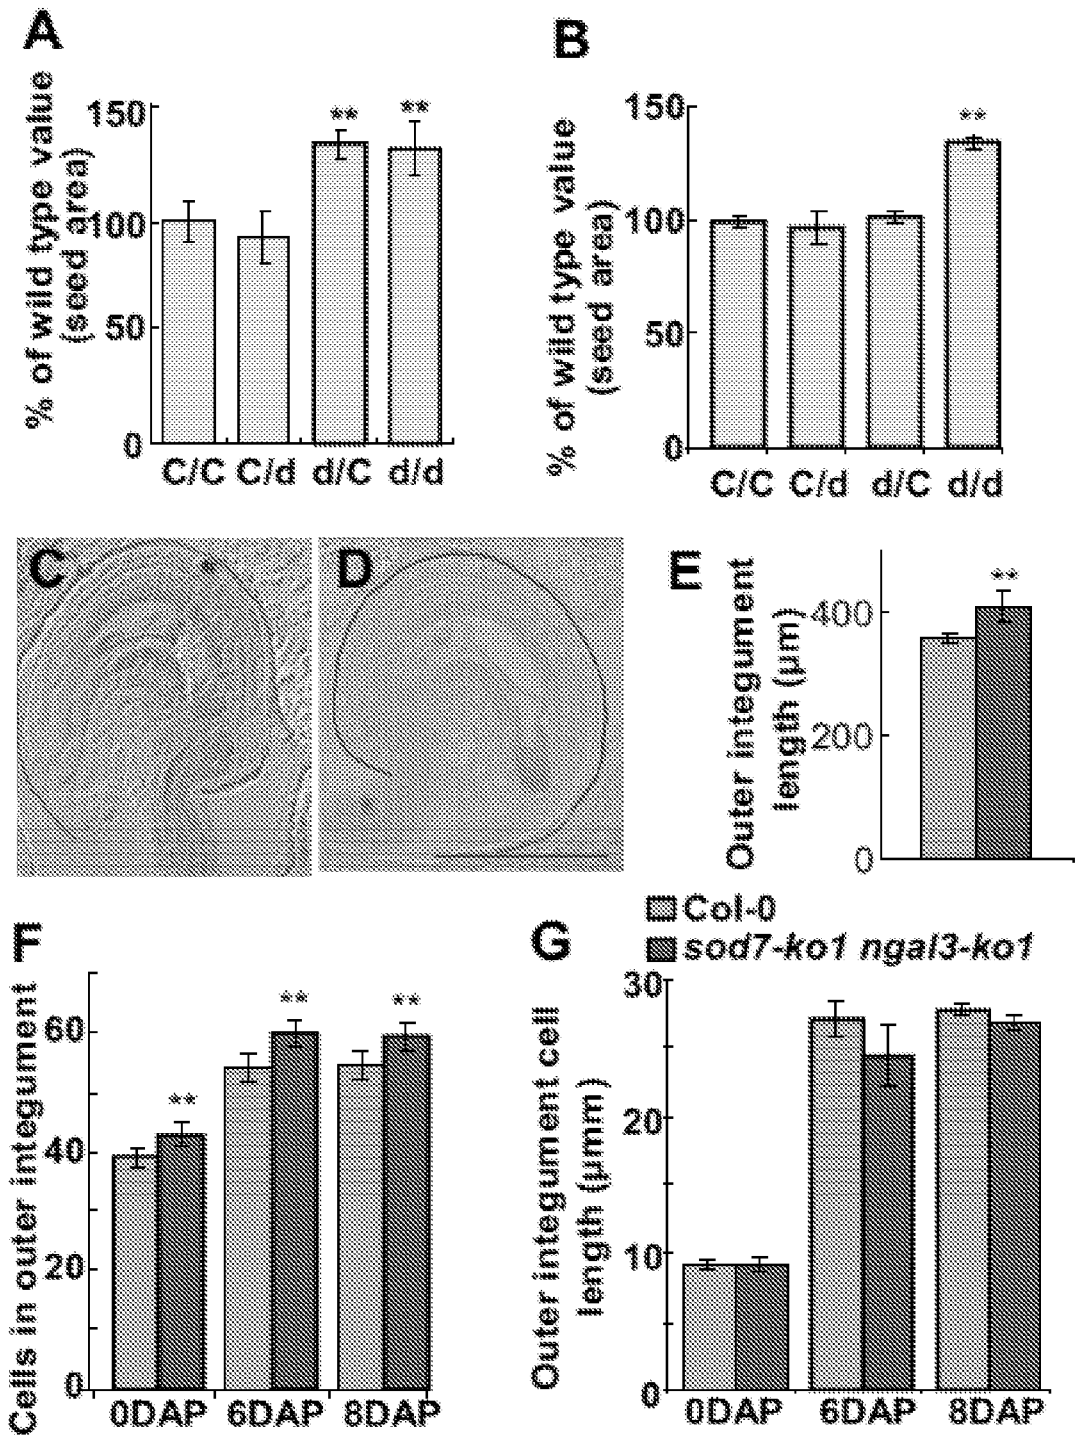 A
% of wild type value
(seed area)
150
100
50
0
** **
C/C C/d d/C d/d
B
% of wild type value
(seed area)
150
100
50
0
**
C/C C/d d/C d/d
C
D
E
Outer integument
length (µm)
400
200
0
**
Col-0
sod7-ko1 ngal3-ko1
F
Cells in outer integument
60
40
20
0
** ** **
0DAP 6DAP 8DAP
G
Outer integument cell
length (µmm)
30
20
10
0
0DAP 6DAP 8DAP